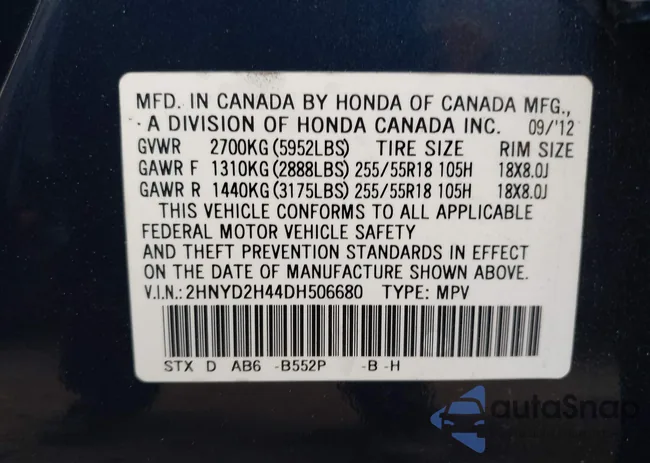 MFD. IN CANADA BY HONDA OF CANADA MFG.,
A DIVISION OF HONDA CANADA INC. 09/'12
GVWR 2700KG (5952LBS) TIRE SIZE RIM SIZE
GAWR F 1310KG (2888LBS) 255/55R18 105H 18X8.0J
GAWR R 1440KG (3175LBS) 255/55R18 105H 18X8.0J
THIS VEHICLE CONFORMS TO ALL APPLICABLE
FEDERAL MOTOR VEHICLE SAFETY
AND THEFT PREVENTION STANDARDS IN EFFECT
ON THE DATE OF MANUFACTURE SHOWN ABOVE.
V.I.N.: 2HNYD2H44DH506680 TYPE: MPV
STX D AB6 -B552P -B -H
autoSnap